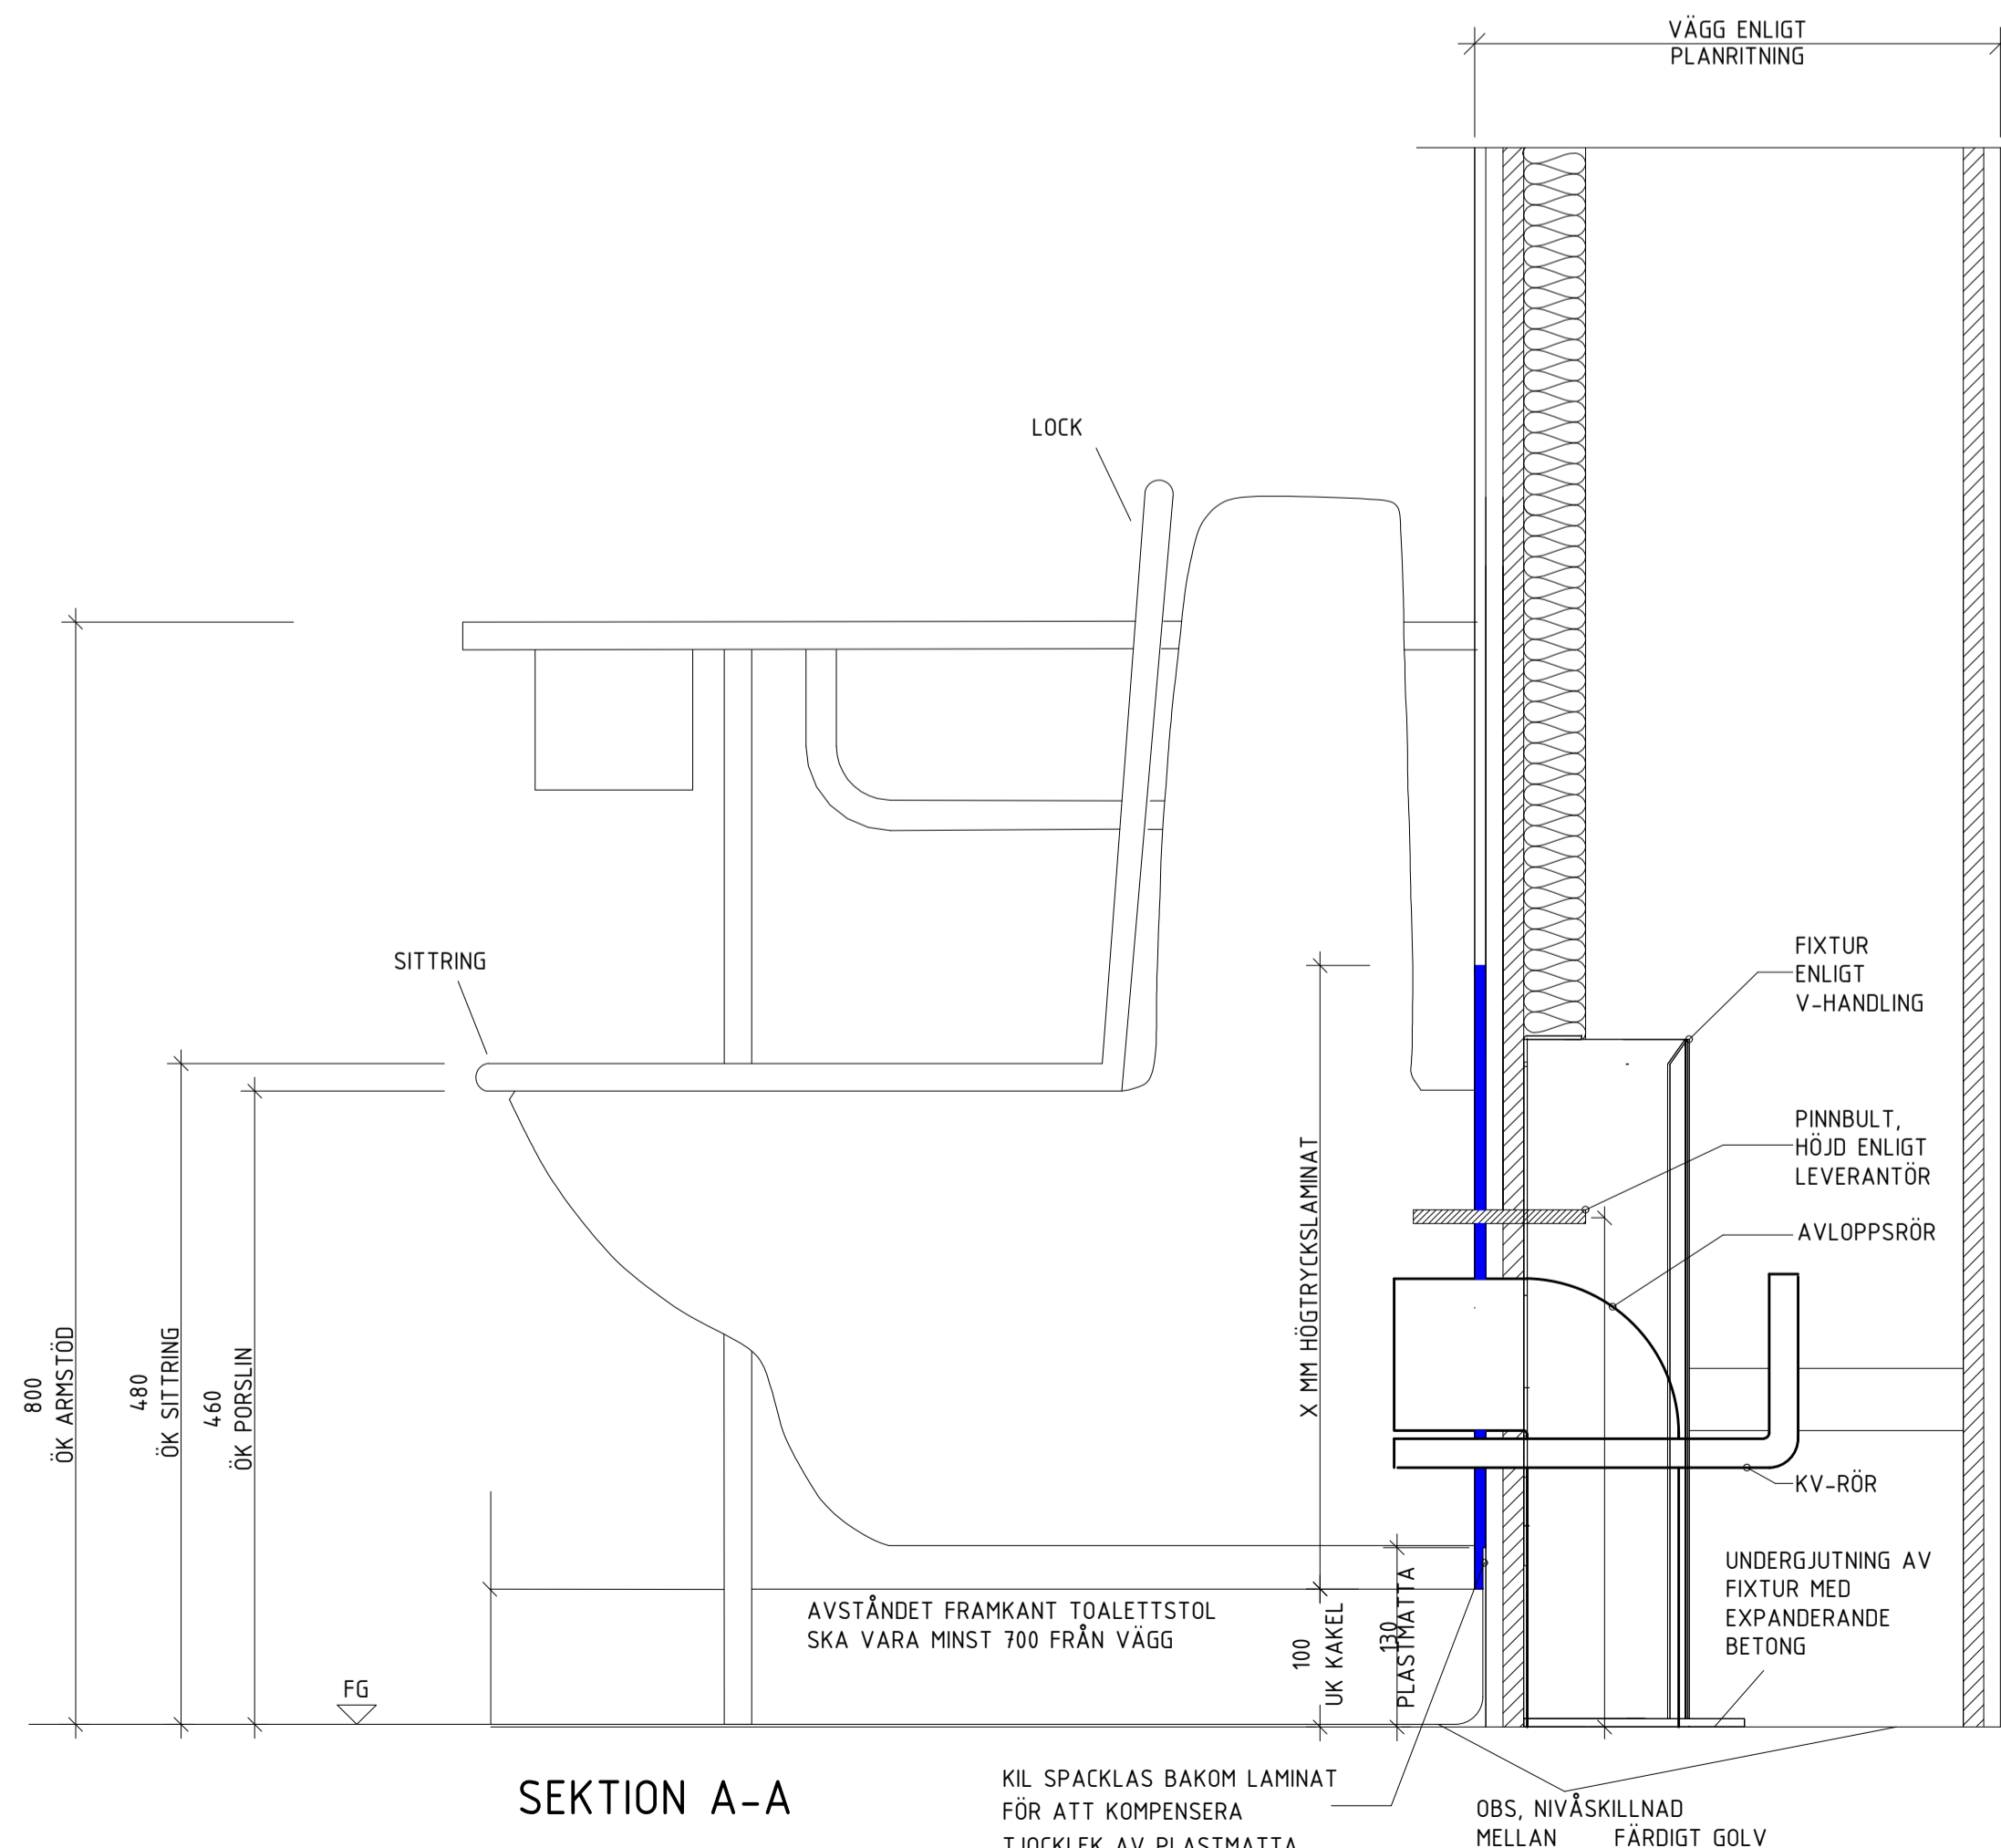 VÄGG ENLIGT
PLANRITNING
LOCK
SITTRING
FIXTUR
ENLIGT
V-HANDLING
PINNBULT,
HÖJD ENLIGT
LEVERANTÖR
AVLOPPSRÖR
X MM HÖGTRYCKSLAMINAT
800
ÖK ARMSTÖD
480
ÖK SITTRING
460
ÖK PORSLIN
KV-RÖR
UNDERGJUTNING AV
FIXTUR MED
EXPANDERANDE
BETONG
AVSTÅNDET FRAMKANT TOALETTSTOL
SKA VARA MINST 700 FRÅN VÄGG
100
UK KAKEL
130
PLASTMATTA
FG
SEKTION A-A
KIL SPACKLAS BAKOM LAMINAT
FÖR ATT KOMPENSERA
TJOCKLEK AV PLASTMATTA
OBS, NIVÅSKILLNAD
MELLAN FÄRDIGT GOLV